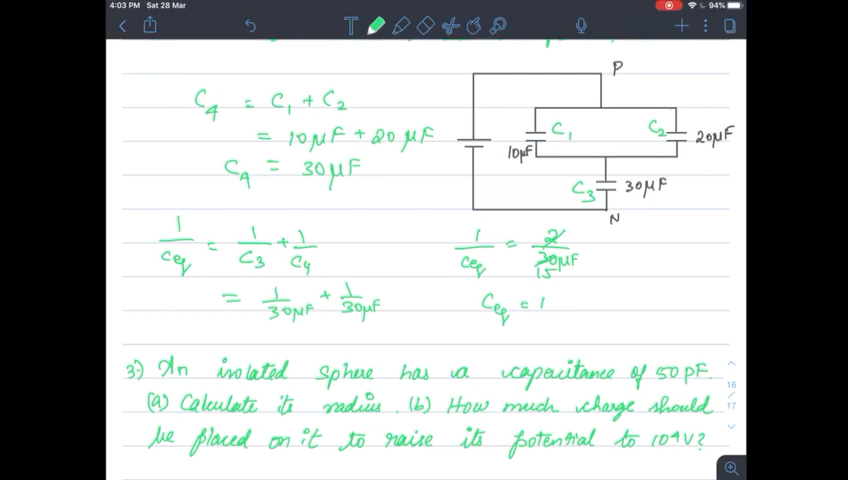 4:03 PM Sat 28 Mar
94%
C4 = C1 + C2
= 10μF + 20μF
C4 = 30μF
P
C1
C2
10μF
20μF
C3
30μF
N
1/Ceq = 1/C3 + 1/C4
= 1/30μF + 1/30μF
1/Ceq = 2/30μF
15
Ceq = 1
3:) An isolated sphere has a capacitance of 50pF.
(a) Calculate its radius. (b) How much charge should
be placed on it to raise its potential to 104V?
16
/
17